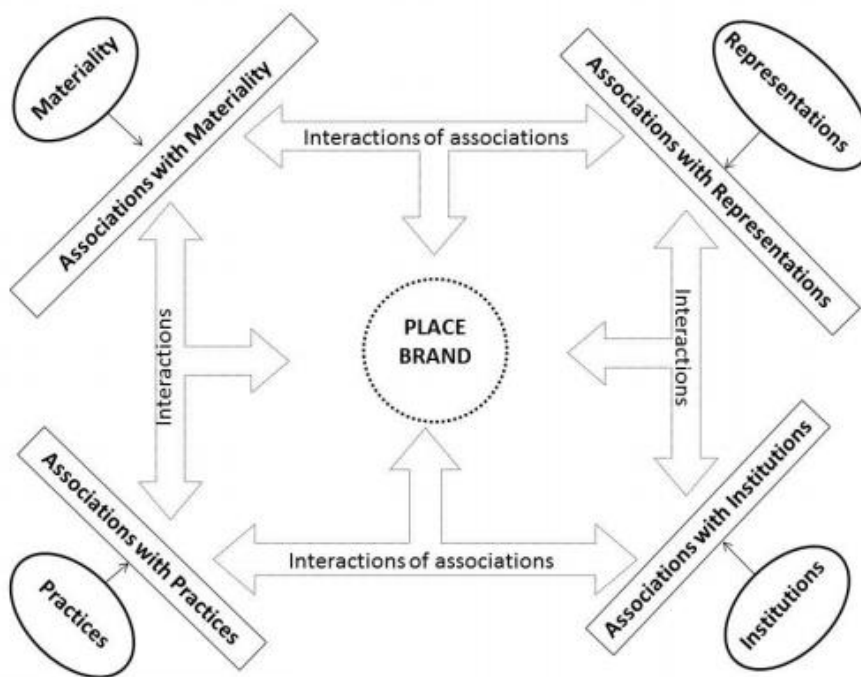 Materiality
Associations with Materiality
Representations
Associations with Representations
Interactions of associations
Interactions
PLACE
BRAND
Interactions
Associations with Practices
Practices
Interactions of associations
Associations with Institutions
Institutions